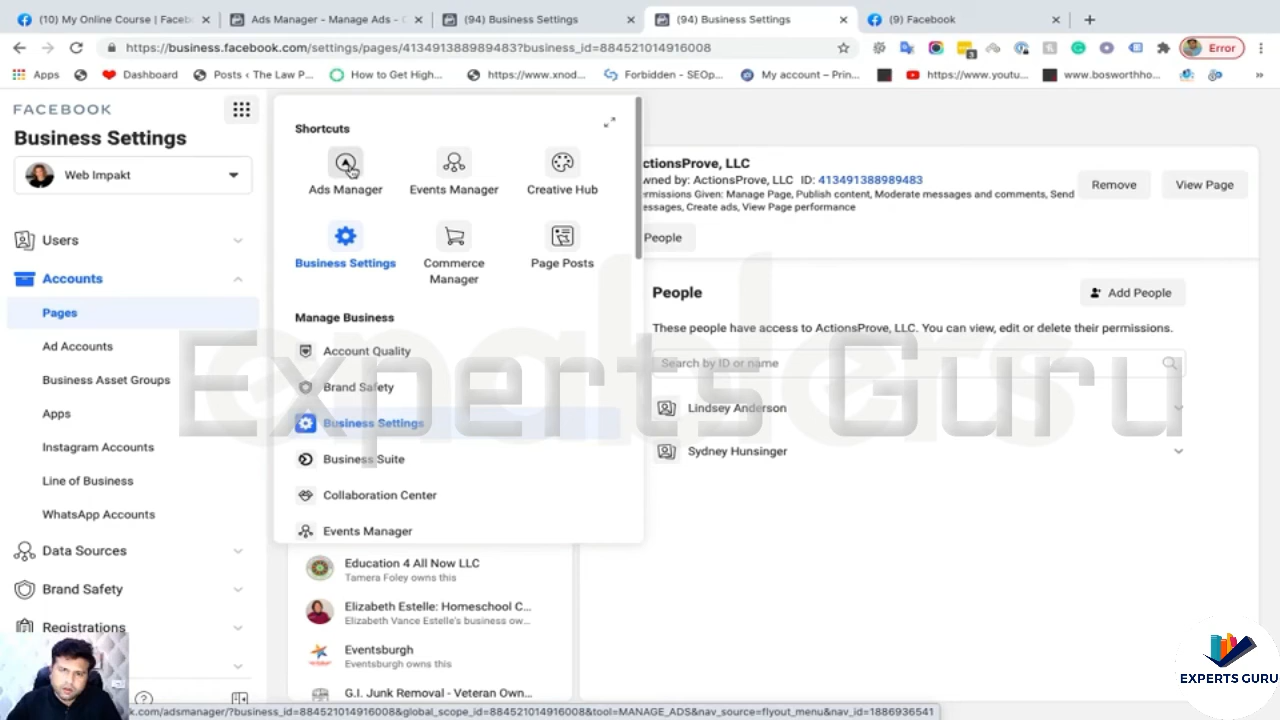 (10) My Online Course | Faceb
Ads Manager - Manage Ads - C
(94) Business Settings
(94) Business Settings
(9) Facebook
https://business.facebook.com/settings/pages/413491388989483?business_id=884521014916008
Error
Apps
Dashboard
Posts ‹ The Law P...
How to Get High...
https://www.xnod...
Forbidden - SEOp...
My account – Prin...
https://www.youtu...
www.bosworthho...
FACEBOOK
Business Settings
Web Impakt
Users
Accounts
Pages
Ad Accounts
Business Asset Groups
Apps
Instagram Accounts
Line of Business
WhatsApp Accounts
Data Sources
Brand Safety
Registrations
Shortcuts
Ads Manager
Events Manager
Creative Hub
Business Settings
Commerce
Manager
Page Posts
Manage Business
Account Quality
Brand Safety
Business Settings
Business Suite
Collaboration Center
Events Manager
Education 4 All Now LLC
Tamera Foley owns this
Elizabeth Estelle: Homeschool C...
Elizabeth Vance Estelle's business ow...
Eventsburgh
Eventsburgh owns this
G.I. Junk Removal - Veteran Own...
ctionsProve, LLC
wned by: ActionsProve, LLC ID: 413491388989483
rmissions Given: Manage Page, Publish content, Moderate messages and comments, Send
essages, Create ads, View Page performance
Remove
View Page
People
People
Add People
These people have access to ActionsProve, LLC. You can view, edit or delete their permissions.
Search by ID or name
Lindsey Anderson
Sydney Hunsinger
Experts Guru
EXPERTS GURU
k.com/adsmanager/?business_id=884521014916008&global_scope_id=884521014916008&tool=MANAGE_ADS&nav_source=flyout_menu&nav_id=1886936541